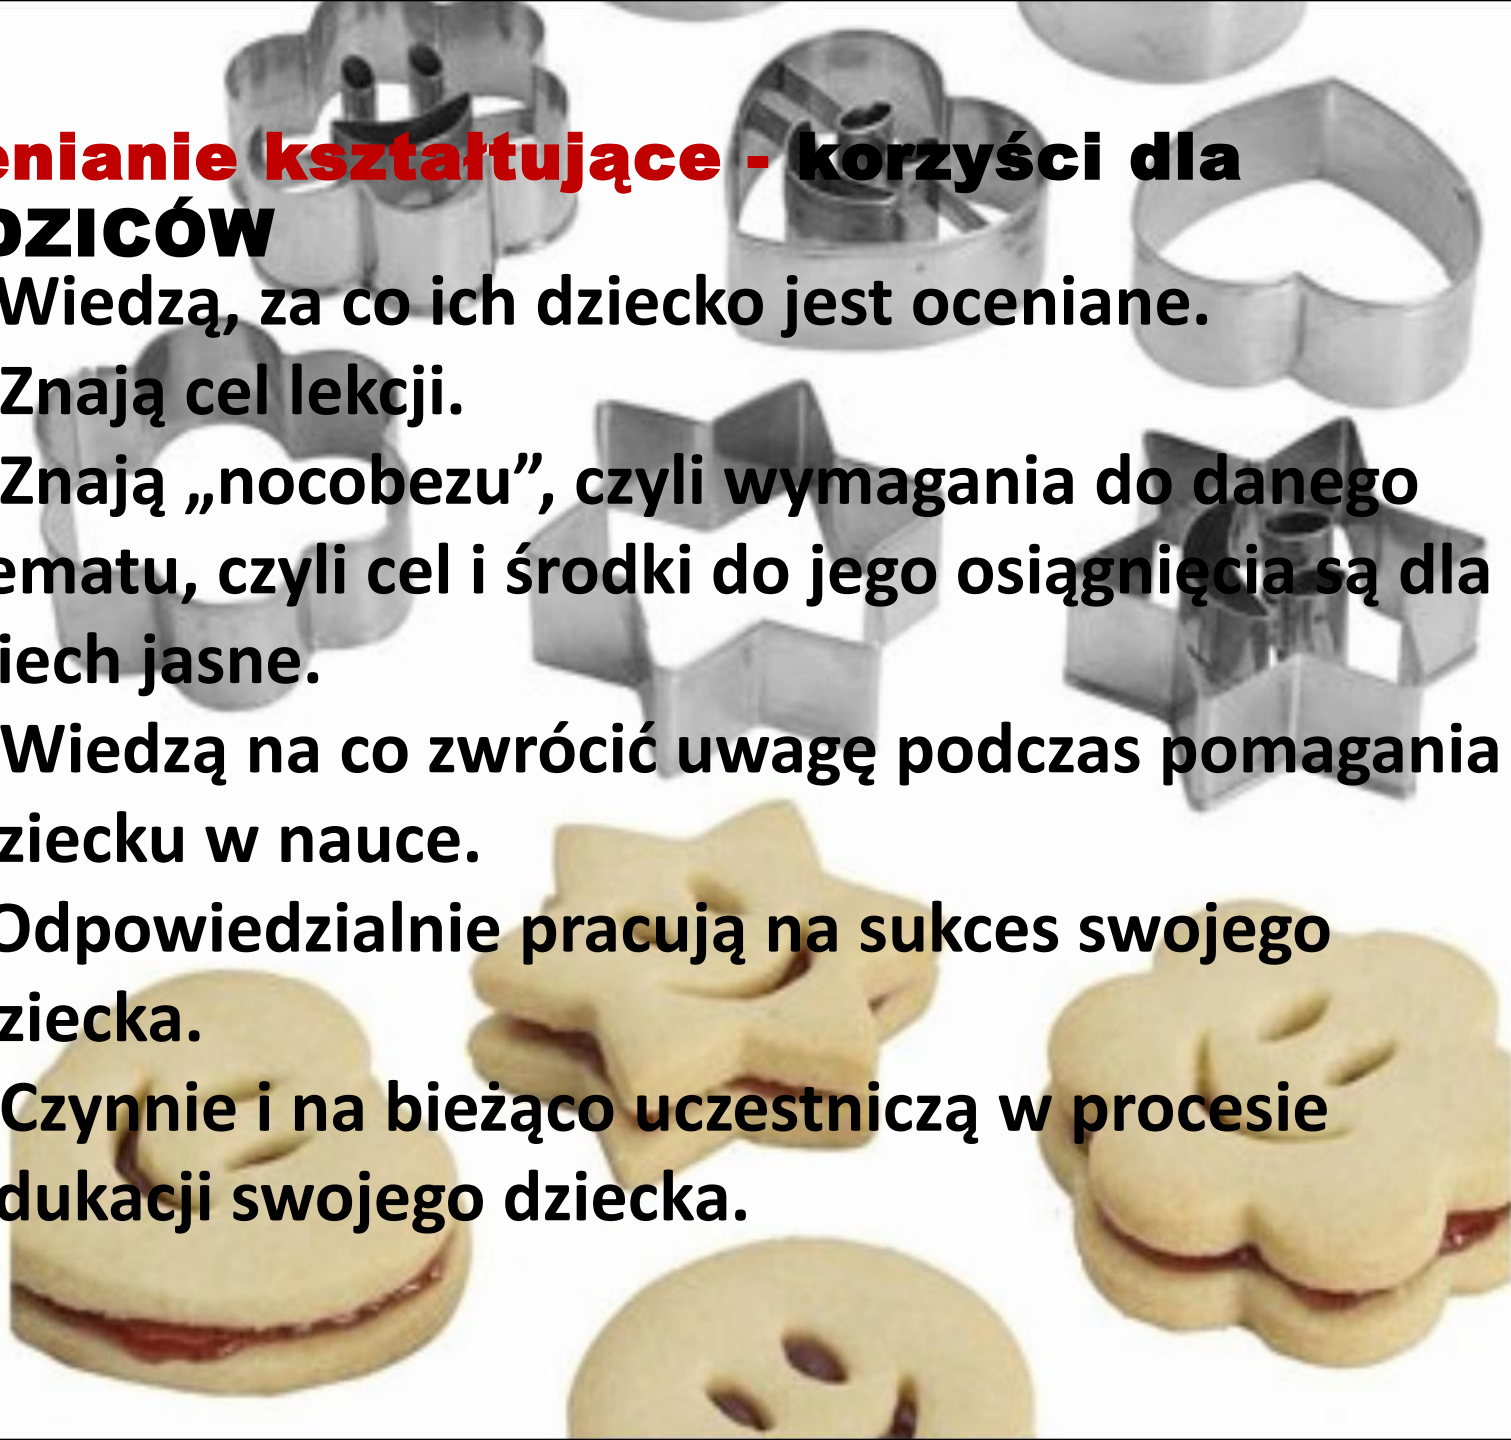 enianie kształtujące - korzyści dla
DZICÓW
Wiedzą, za co ich dziecko jest oceniane.
Znają cel lekcji.
Znają „nocobezu”, czyli wymagania do danego
ematu, czyli cel i środki do jego osiągnięcia są dla
iech jasne.
Wiedzą na co zwrócić uwagę podczas pomagania
ziecku w nauce.
Odpowiedzialnie pracują na sukces swojego
ziecka.
Czynnie i na bieżąco uczestniczą w procesie
dukacji swojego dziecka.